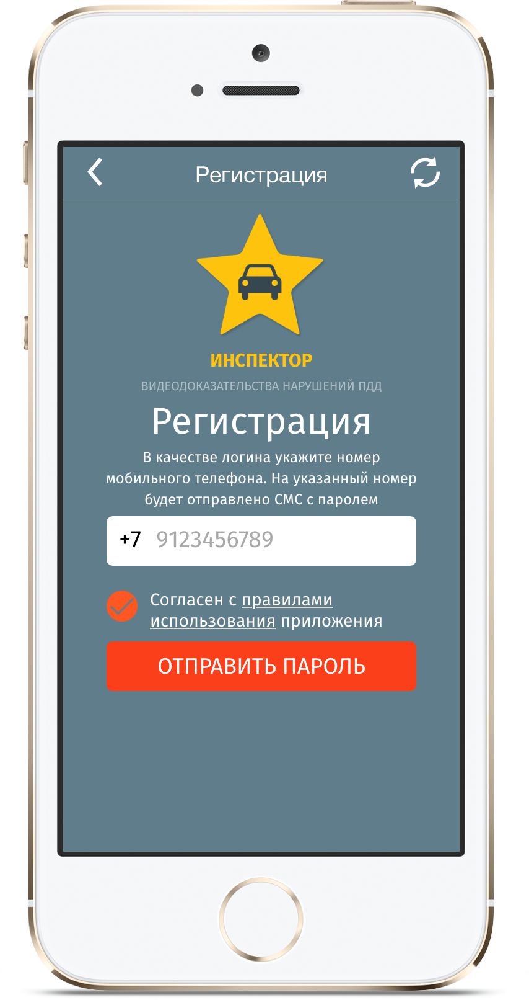 Регистрация
ИНСПЕКТОР
ВИДЕОДОКАЗАТЕЛЬСТВА НАРУШЕНИЙ ПДД
Регистрация
В качестве логина укажите номер
мобильного телефона. На указанный номер
будет отправлено СМС с паролем
+7 9123456789
Согласен с правилами
использования приложения
ОТПРАВИТЬ ПАРОЛЬ